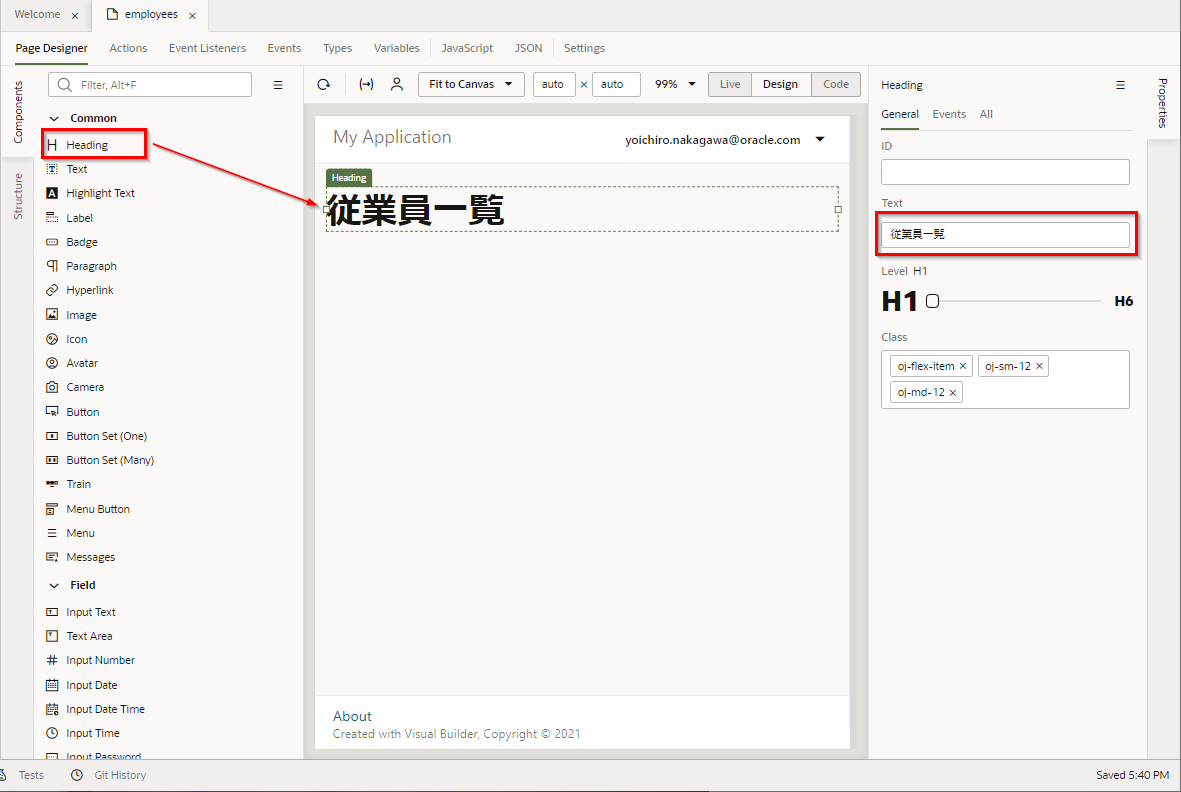 Welcome × employees ×
Page Designer Actions Event Listeners Events Types Variables JavaScript JSON Settings
Components
Structure
Filter, Alt+F
Common
Heading
Text
Highlight Text
Label
Badge
Paragraph
Hyperlink
Image
Icon
Avatar
Camera
Button
Button Set (One)
Button Set (Many)
Train
Menu Button
Menu
Messages
Field
Input Text
Text Area
Input Number
Input Date
Input Date Time
Input Time
Input Password
Fit to Canvas auto × auto 99% Live Design Code
My Application yoichiro.nakagawa@oracle.com
Heading
従業員一覧
About
Created with Visual Builder, Copyright © 2021
Heading
General Events All
ID
Text
従業員一覧
Level H1
H1 H6
Class
oj-flex-item × oj-sm-12 ×
oj-md-12 ×
Properties
Tests Git History Saved 5:40 PM